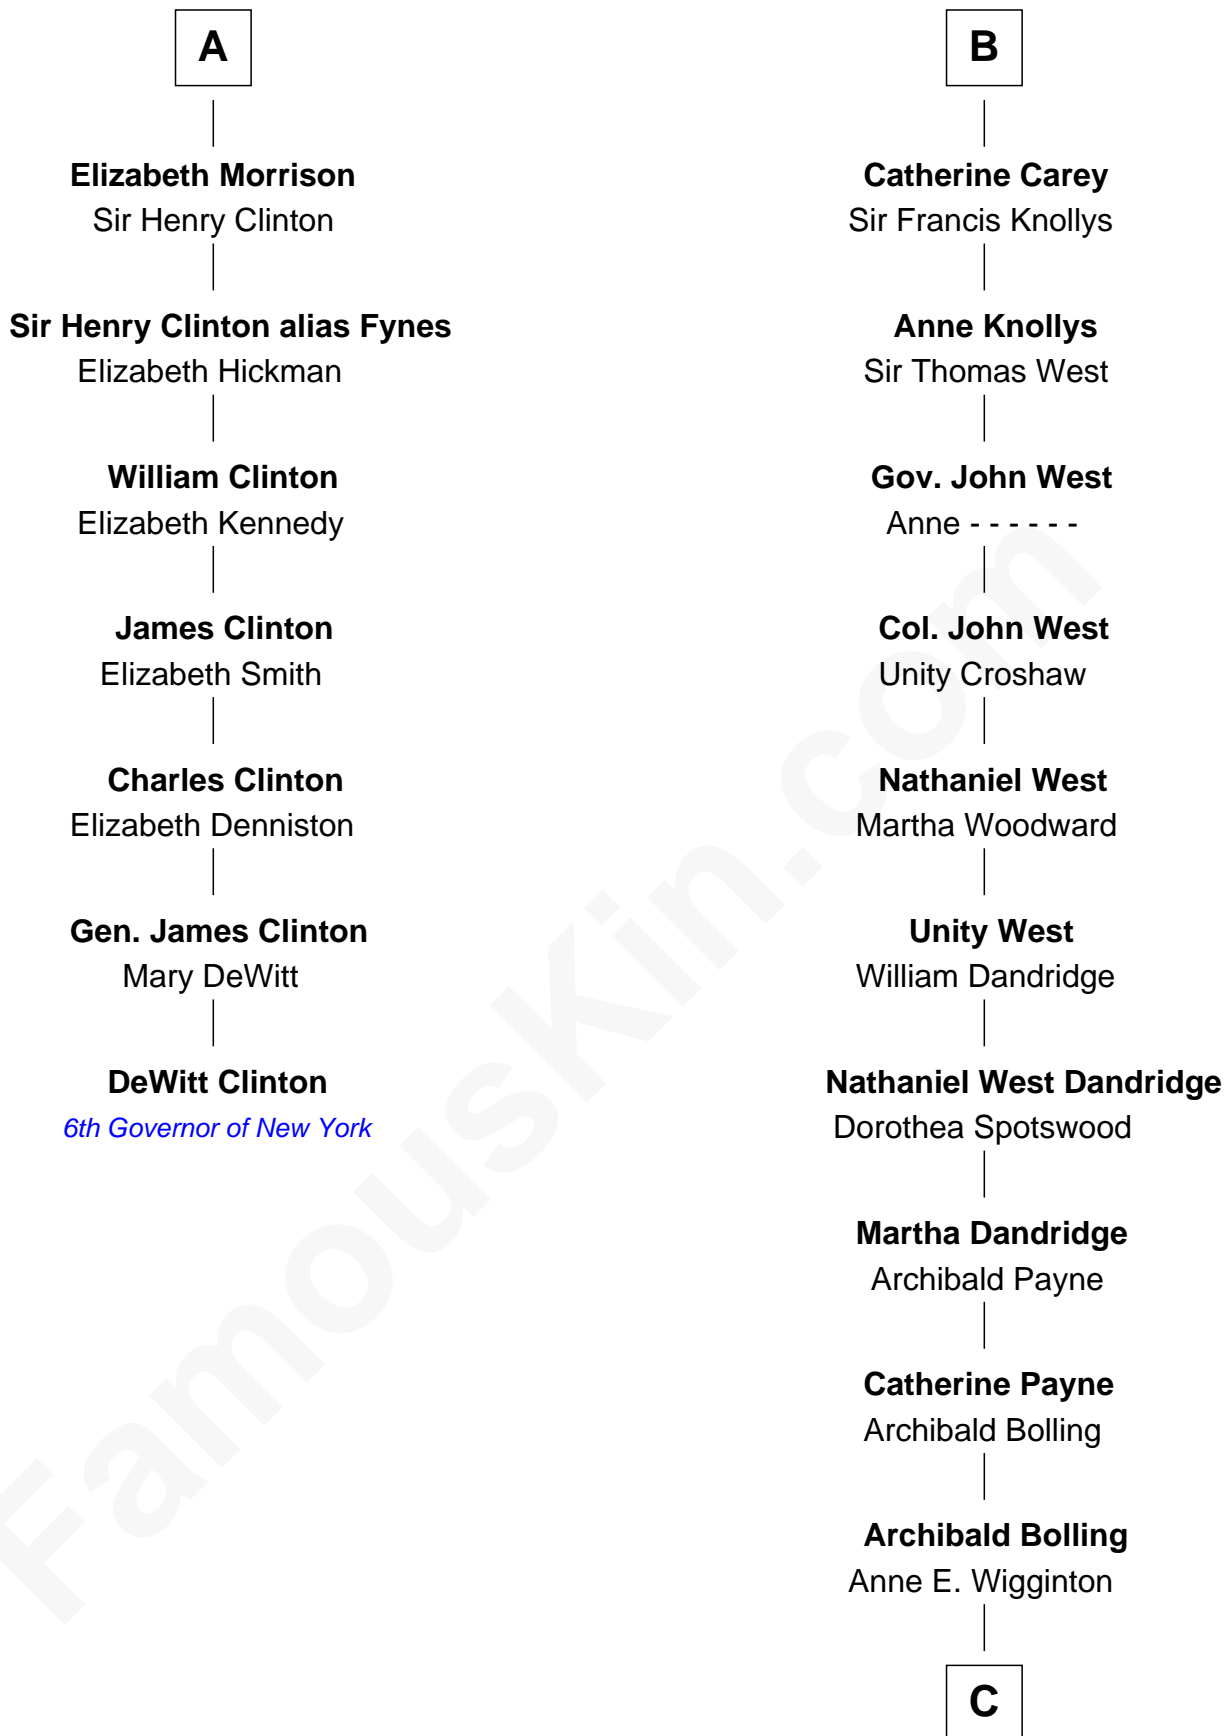 A
Elizabeth Morrison
Sir Henry Clinton
Sir Henry Clinton alias Fynes
Elizabeth Hickman
William Clinton
Elizabeth Kennedy
James Clinton
Elizabeth Smith
Charles Clinton
Elizabeth Denniston
Gen. James Clinton
Mary DeWitt
DeWitt Clinton
6th Governor of New York
B
Catherine Carey
Sir Francis Knollys
Anne Knollys
Sir Thomas West
Gov. John West
Anne - - - - - -
Col. John West
Unity Croshaw
Nathaniel West
Martha Woodward
Unity West
William Dandridge
Nathaniel West Dandridge
Dorothea Spotswood
Martha Dandridge
Archibald Payne
Catherine Payne
Archibald Bolling
Archibald Bolling
Anne E. Wigginton
C
FamousKin.com